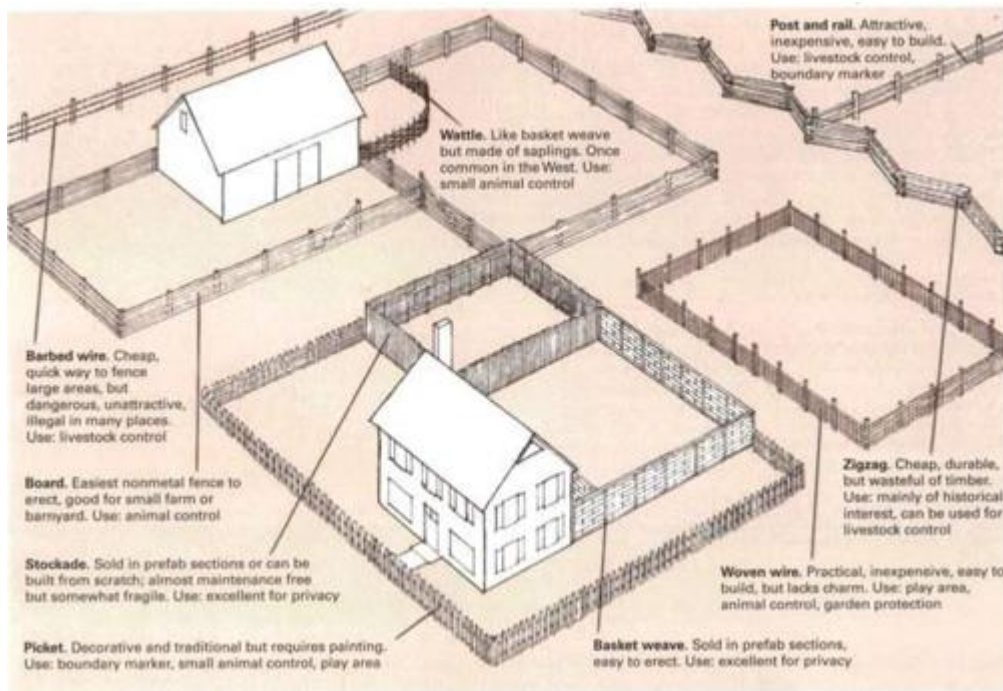 Post and rail. Attractive,
inexpensive, easy to build.
Use: livestock control,
boundary marker
Wattle. Like basket weave
but made of saplings. Once
common in the West. Use:
small animal control
Barbed wire. Cheap,
quick way to fence
large areas, but
dangerous, unattractive,
illegal in many places.
Use: livestock control
Board. Easiest nonmetal fence to
erect, good for small farm or
barnyard. Use: animal control
Stockade. Sold in prefab sections or can be
built from scratch; almost maintenance free
but somewhat fragile. Use: excellent for privacy
Picket. Decorative and traditional but requires painting.
Use: boundary marker, small animal control, play area
Zigzag. Cheap, durable,
but wasteful of timber.
Use: mainly of historical
interest, can be used for
livestock control
Woven wire. Practical, inexpensive, easy to
build, but lacks charm. Use: play area,
animal control, garden protection
Basket weave. Sold in prefab sections,
easy to erect. Use: excellent for privacy